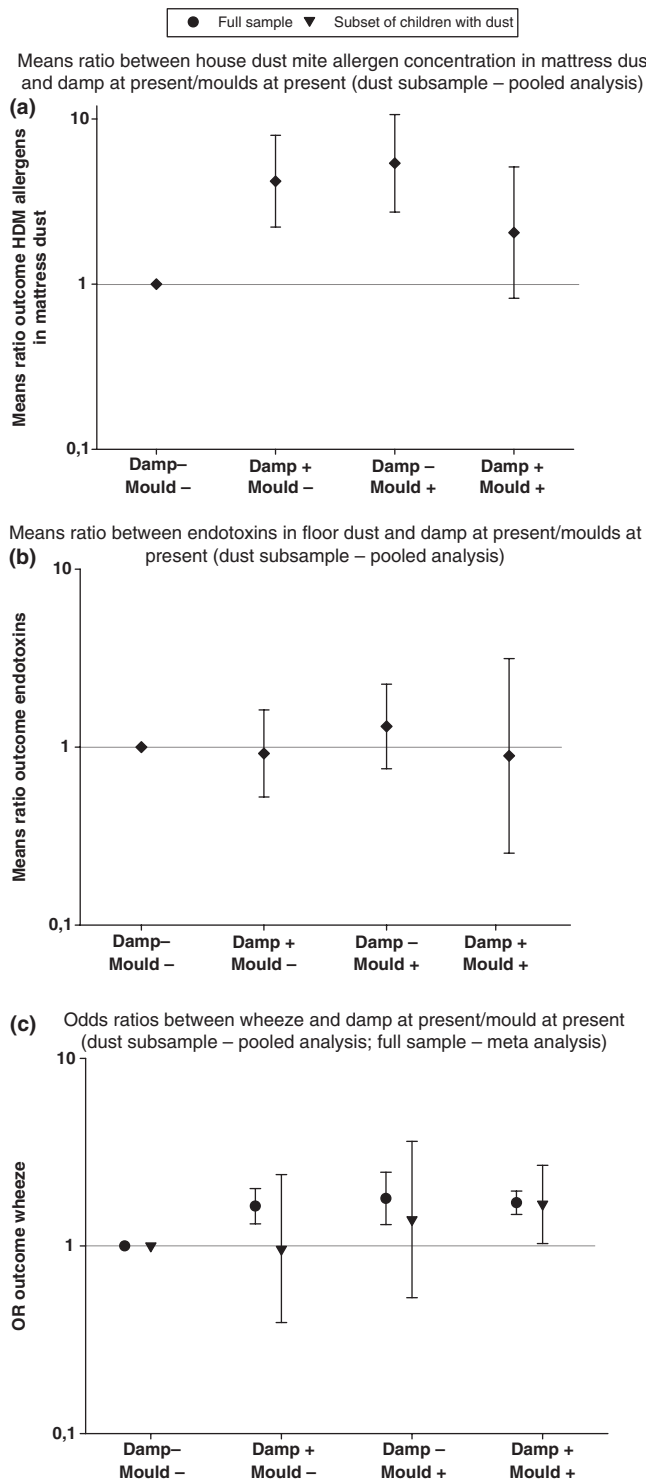 Full sample Subset of children with dust
Means ratio between house dust mite allergen concentration in mattress dus
and damp at present/moulds at present (dust subsample – pooled analysis)
(a)
10
1
0,1
Means ratio outcome HDM allergens
in mattress dust
Damp– Damp + Damp – Damp +
Mould – Mould – Mould + Mould +
Means ratio between endotoxins in floor dust and damp at present/moulds at
(b) present (dust subsample – pooled analysis)
10
1
0,1
Means ratio outcome endotoxins
Damp– Damp + Damp – Damp +
Mould – Mould – Mould + Mould +
(c) Odds ratios between wheeze and damp at present/mould at present
(dust subsample – pooled analysis; full sample – meta analysis)
10
1
0,1
OR outcome wheeze
Damp– Damp + Damp – Damp +
Mould – Mould – Mould + Mould +